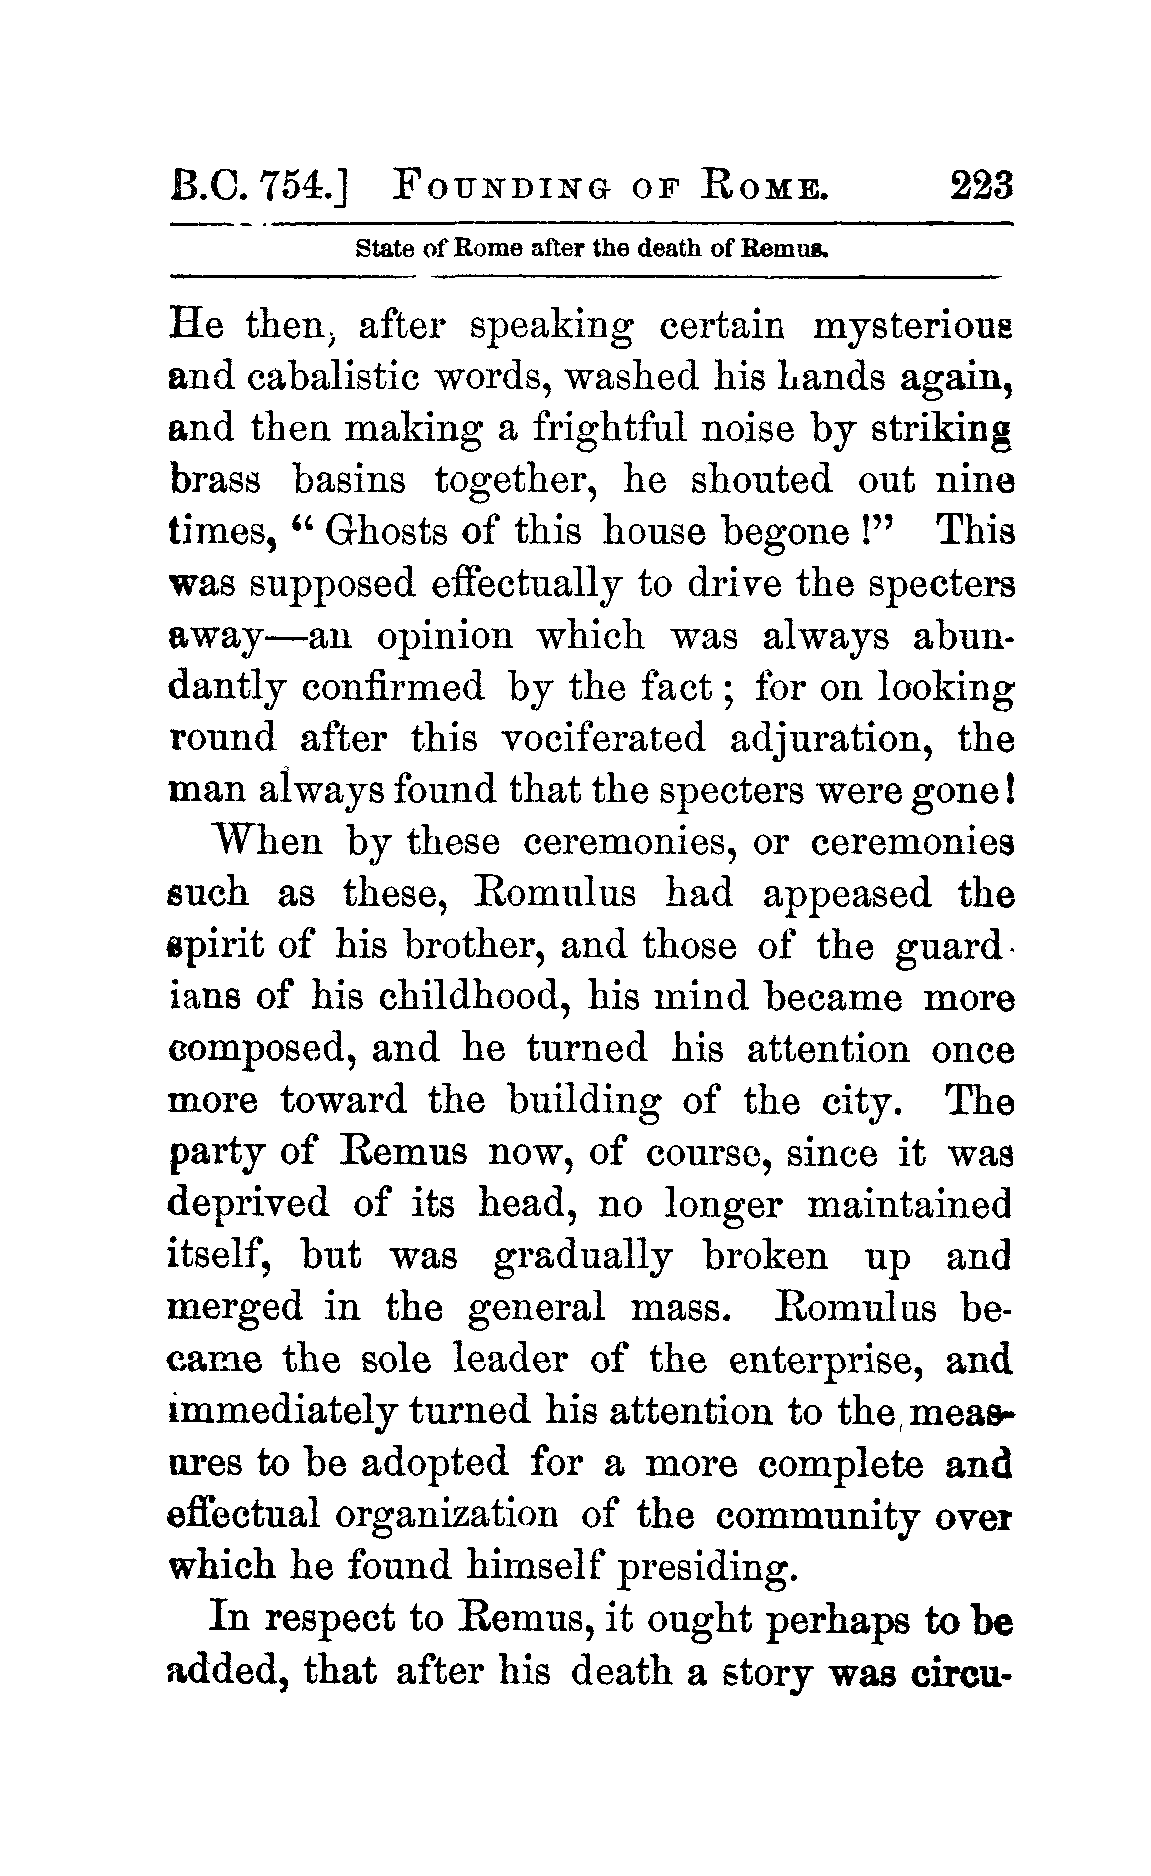 B.C. 754.] FOUNDING OF ROME. 223
State of Rome after the death of Remus.
He then, after speaking certain mysterious
and cabalistic words, washed his hands again,
and then making a frightful noise by striking
brass basins together, he shouted out nine
times, “ Ghosts of this house begone !” This
was supposed effectually to drive the specters
away—an opinion which was always abun-
dantly confirmed by the fact ; for on looking
round after this vociferated adjuration, the
man always found that the specters were gone !
When by these ceremonies, or ceremonies
such as these, Romulus had appeased the
spirit of his brother, and those of the guard-
ians of his childhood, his mind became more
composed, and he turned his attention once
more toward the building of the city. The
party of Remus now, of course, since it was
deprived of its head, no longer maintained
itself, but was gradually broken up and
merged in the general mass. Romulus be-
came the sole leader of the enterprise, and
immediately turned his attention to the meas-
ures to be adopted for a more complete and
effectual organization of the community over
which he found himself presiding.
In respect to Remus, it ought perhaps to be
added, that after his death a story was circu-